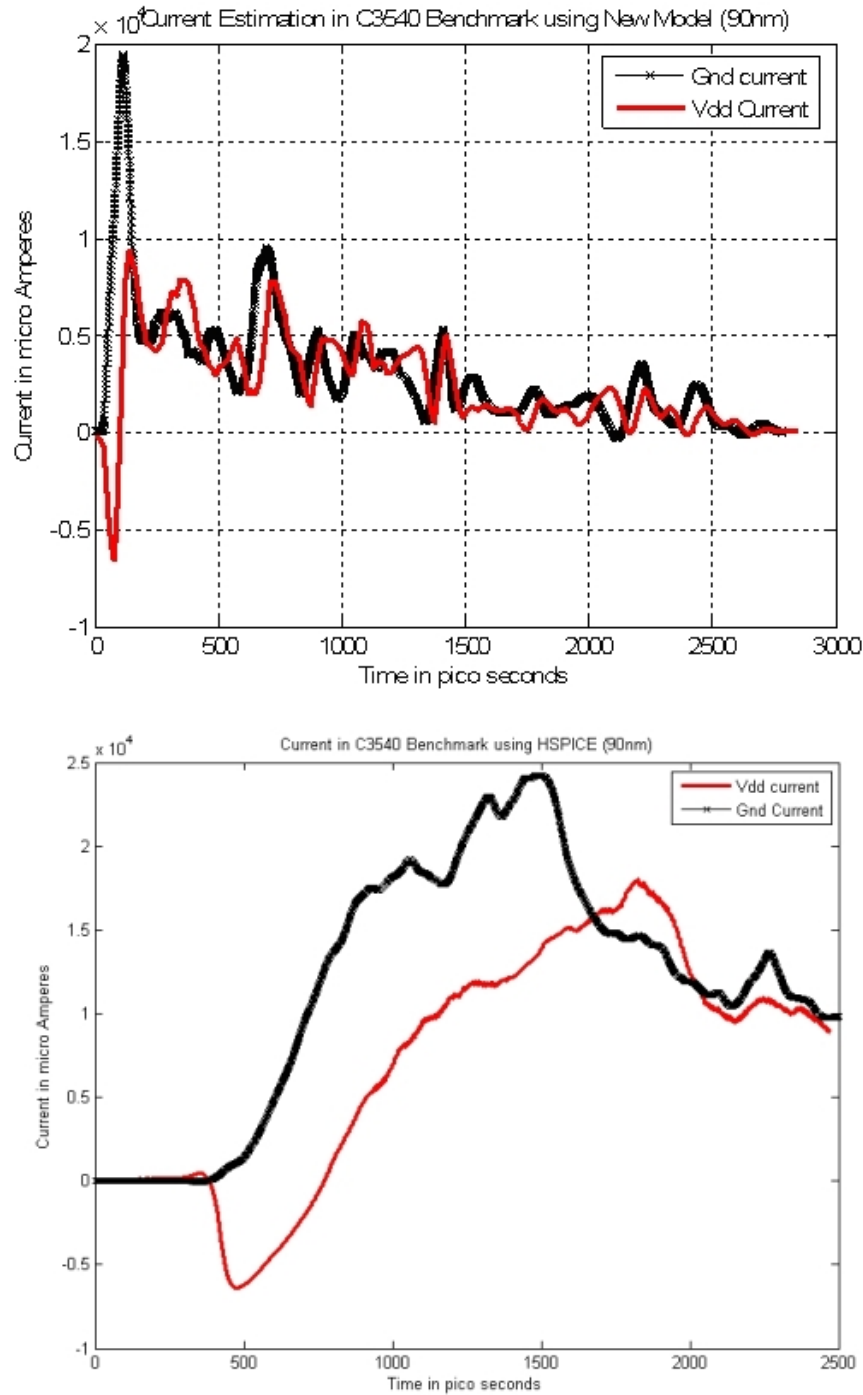 × 10^4
Current Estimation in C3540 Benchmark using New Model (90nm)
Gnd current
Vdd Current
2
1.5
1
0.5
0
-0.5
-1
Current in micro Amperes
0 500 1000 1500 2000 2500 3000
Time in pico seconds
x 10^4
Current in C3540 Benchmark using HSPICE (90nm)
Vdd current
Gnd Current
2.5
2
1.5
1
0.5
0
-0.5
-1
Current in micro Amperes
0 500 1000 1500 2000 2500
Time in pico seconds